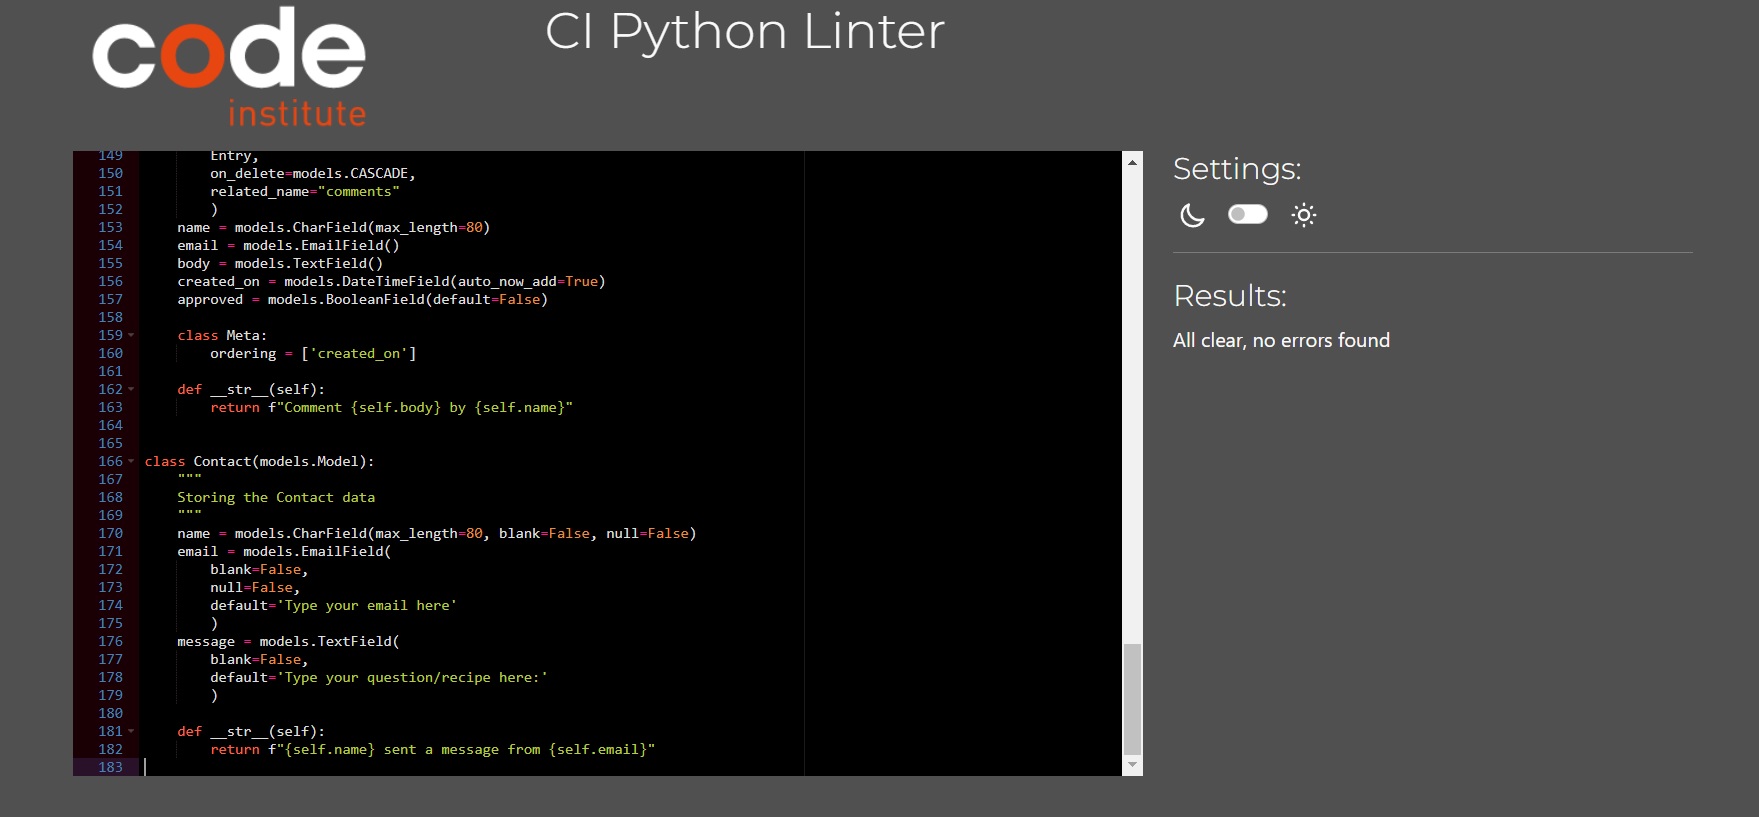 code
institute
CI Python Linter
149 Entry,
150 on_delete=models.CASCADE,
151 related_name="comments"
152 )
153 name = models.CharField(max_length=80)
154 email = models.EmailField()
155 body = models.TextField()
156 created_on = models.DateTimeField(auto_now_add=True)
157 approved = models.BooleanField(default=False)
158
159 class Meta:
160 ordering = ['created_on']
161
162 def __str__(self):
163 return f"Comment {self.body} by {self.name}"
164
165
166 class Contact(models.Model):
167 """
168 Storing the Contact data
169 """
170 name = models.CharField(max_length=80, blank=False, null=False)
171 email = models.EmailField(
172 blank=False,
173 null=False,
174 default='Type your email here'
175 )
176 message = models.TextField(
177 blank=False,
178 default='Type your question/recipe here:'
179 )
180
181 def __str__(self):
182 return f"{self.name} sent a message from {self.email}"
183
Settings:
Results:
All clear, no errors found